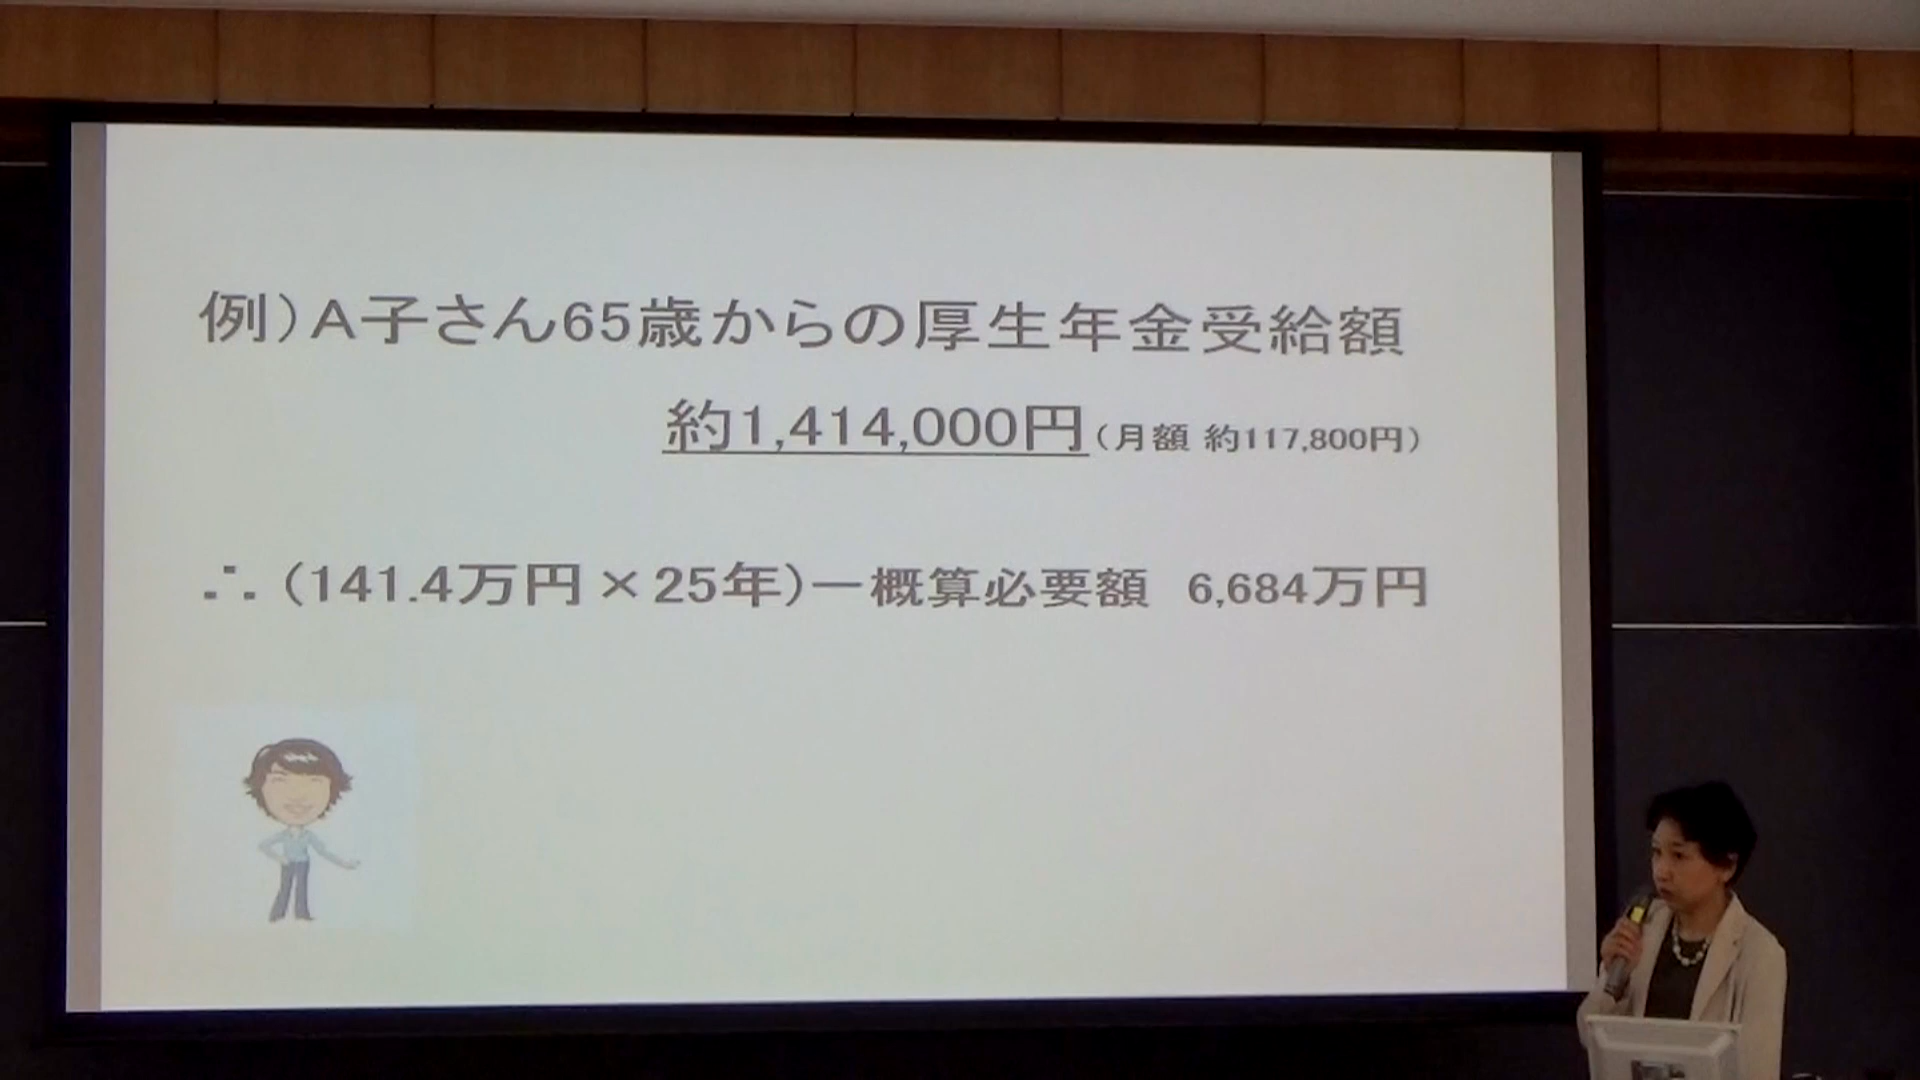 例）A子さん65歳からの厚生年金受給額
約1,414,000円（月額 約117,800円）
∴（141.4万円×25年）－概算必要額 6,684万円